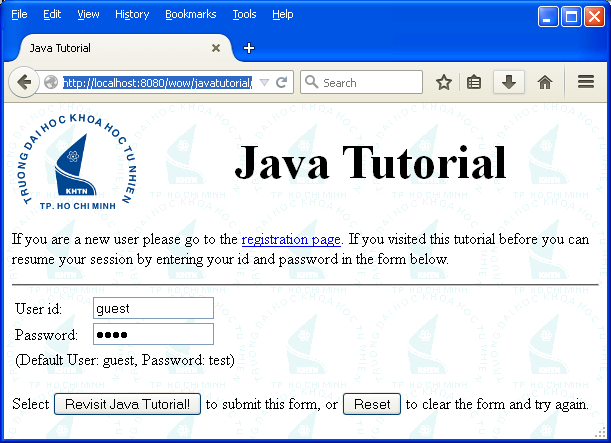 File Edit View History Bookmarks Tools Help
Java Tutorial
http://localhost:8080/wow/javatutorial/
Search
TRUONG DAI HOC KHOA HOC TU NHIEN
KHTN
TP. HO CHI MINH
Java Tutorial
If you are a new user please go to the registration page. If you visited this tutorial before you can
resume your session by entering your id and password in the form below.
User id: guest
Password: ●●●●
(Default User: guest, Password: test)
Select Revisit Java Tutorial! to submit this form, or Reset to clear the form and try again.